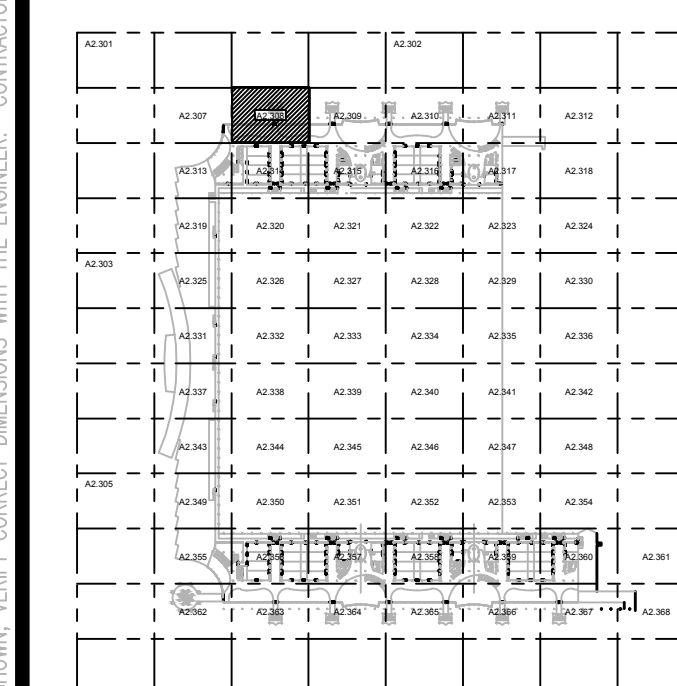 HOWN, VERIFY CORRECT DIMENSIONS WITH THE ENGINEER. CONTRACTOR
A2.301 A2.302
A2.307 A2.308 A2.309 A2.310 A2.311 A2.312
A2.313 A2.314 A2.315 A2.316 A2.317 A2.318
A2.319 A2.320 A2.321 A2.322 A2.323 A2.324
A2.303
A2.325 A2.326 A2.327 A2.328 A2.329 A2.330
A2.331 A2.332 A2.333 A2.334 A2.335 A2.336
A2.337 A2.338 A2.339 A2.340 A2.341 A2.342
A2.343 A2.344 A2.345 A2.346 A2.347 A2.348
A2.305
A2.349 A2.350 A2.351 A2.352 A2.353 A2.354
A2.355 A2.356 A2.357 A2.358 A2.359 A2.360 A2.361
A2.362 A2.363 A2.364 A2.365 A2.366 A2.367 A2.368